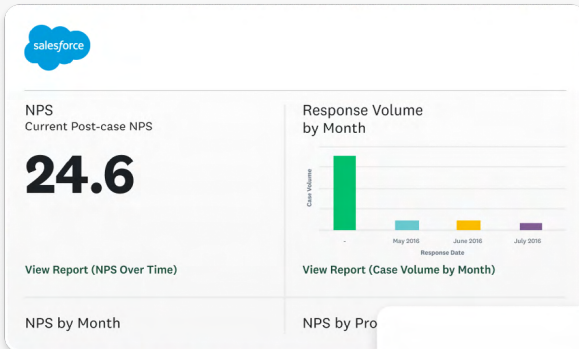 salesforce
NPS
Current Post-case NPS
24.6
View Report (NPS Over Time)
NPS by Month
Response Volume
by Month
Case Volume
-
May 2016
June 2016
July 2016
Response Date
View Report (Case Volume by Month)
NPS by Pro